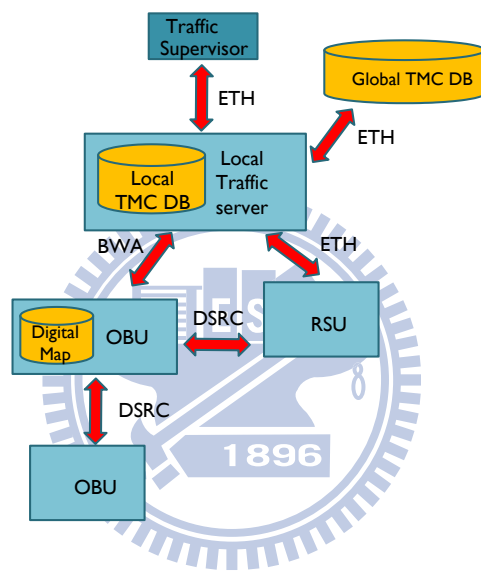 Traffic
Supervisor
Global TMC DB
ETH
ETH
Local
TMC DB
Local
Traffic
server
BWA
ETH
Digital
Map
OBU
DSRC
RSU
DSRC
OBU
ES
1896